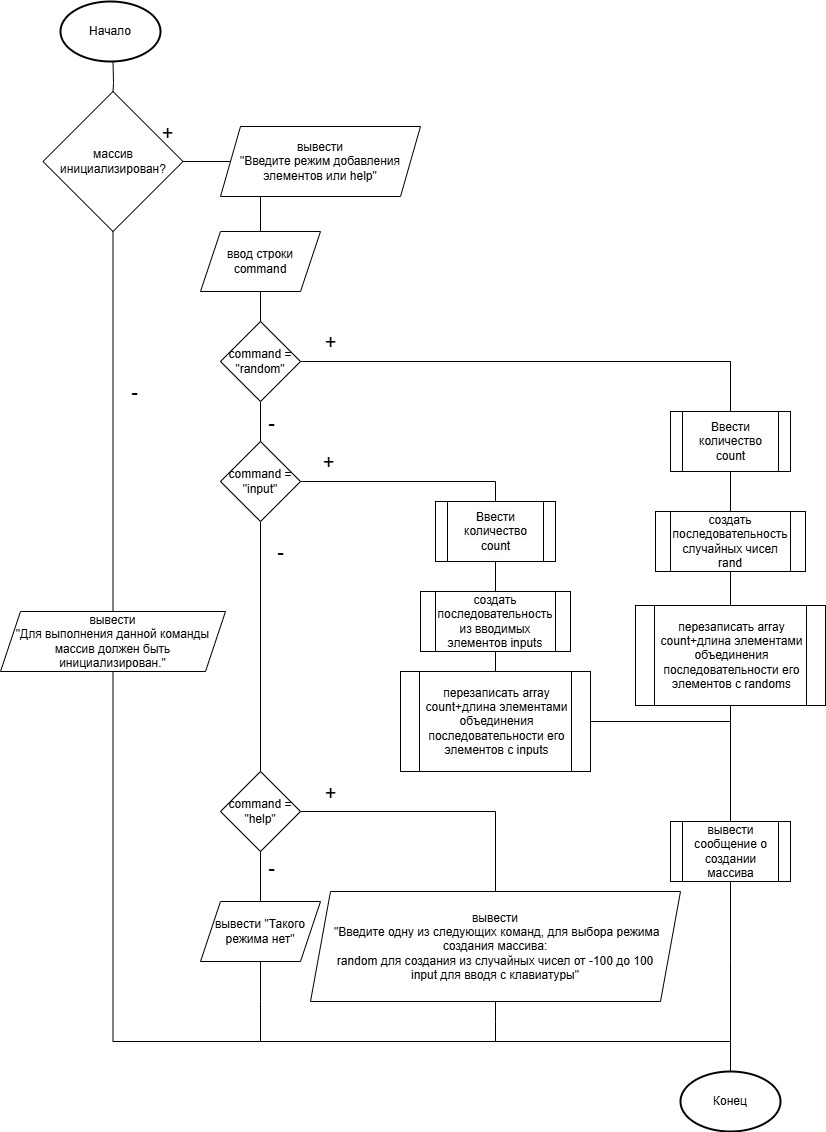 Начало
массив
инициализирован?
+
вывести
"Введите режим добавления
элементов или help"
ввод строки
command
command =
"random"
+
-
-
Ввести
количество
count
command =
"input"
+
-
Ввести
количество
count
создать
последовательность
случайных чисел
rand
создать
последовательность
из вводимых
элементов inputs
вывести
"Для выполнения данной команды
массив должен быть
инициализирован."
перезаписать array
count+длина элементами
объединения
последовательности его
элементов с randoms
перезаписать array
count+длина элементами
объединения
последовательности его
элементов с inputs
command =
"help"
+
-
вывести
сообщение о
создании
массива
вывести "Такого
режима нет"
вывести
"Введите одну из следующих команд, для выбора режима
создания массива:
random для создания из случайных чисел от -100 до 100
input для вводя с клавиатуры"
Конец